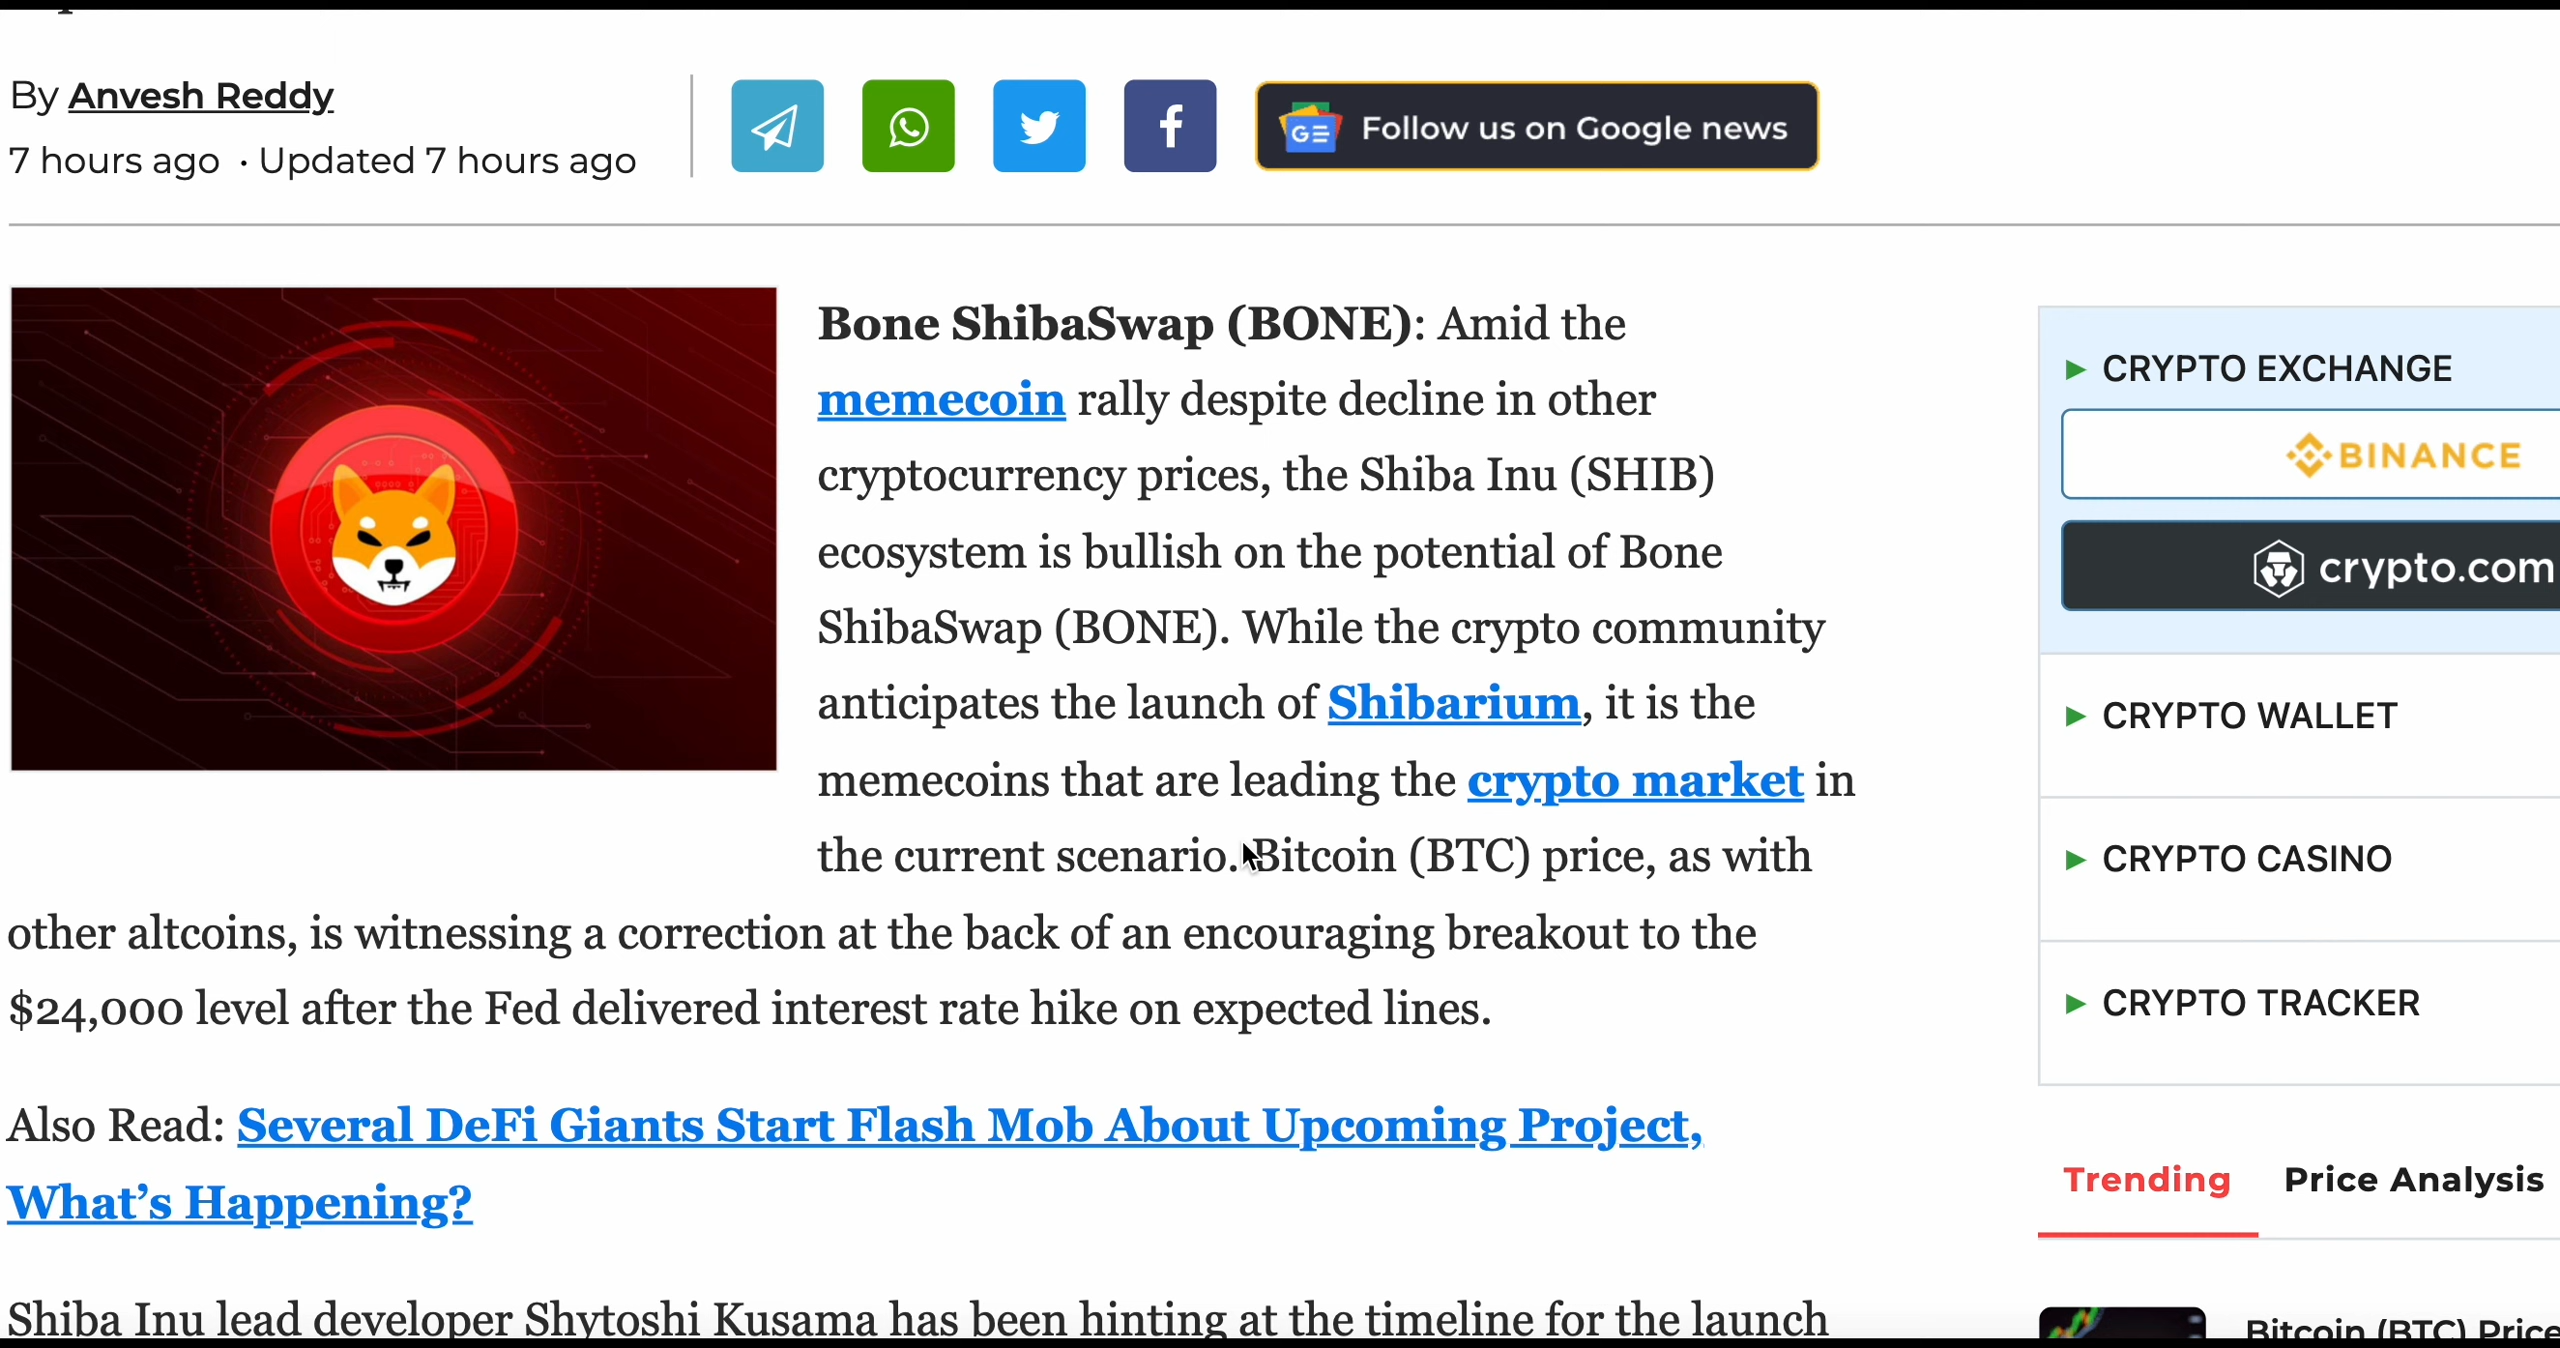 By Anvesh Reddy
7 hours ago · Updated 7 hours ago
Follow us on Google news
Bone ShibaSwap (BONE): Amid the
memecoin rally despite decline in other
cryptocurrency prices, the Shiba Inu (SHIB)
ecosystem is bullish on the potential of Bone
ShibaSwap (BONE). While the crypto community
anticipates the launch of Shibarium, it is the
memecoins that are leading the crypto market in
the current scenario. Bitcoin (BTC) price, as with
other altcoins, is witnessing a correction at the back of an encouraging breakout to the
$24,000 level after the Fed delivered interest rate hike on expected lines.
Also Read: Several DeFi Giants Start Flash Mob About Upcoming Project,
What's Happening?
Shiba Inu lead developer Shytoshi Kusama has been hinting at the timeline for the launch
► CRYPTO EXCHANGE
BINANCE
crypto.com
► CRYPTO WALLET
► CRYPTO CASINO
► CRYPTO TRACKER
Trending Price Analysis
Bitcoin (BTC) Price